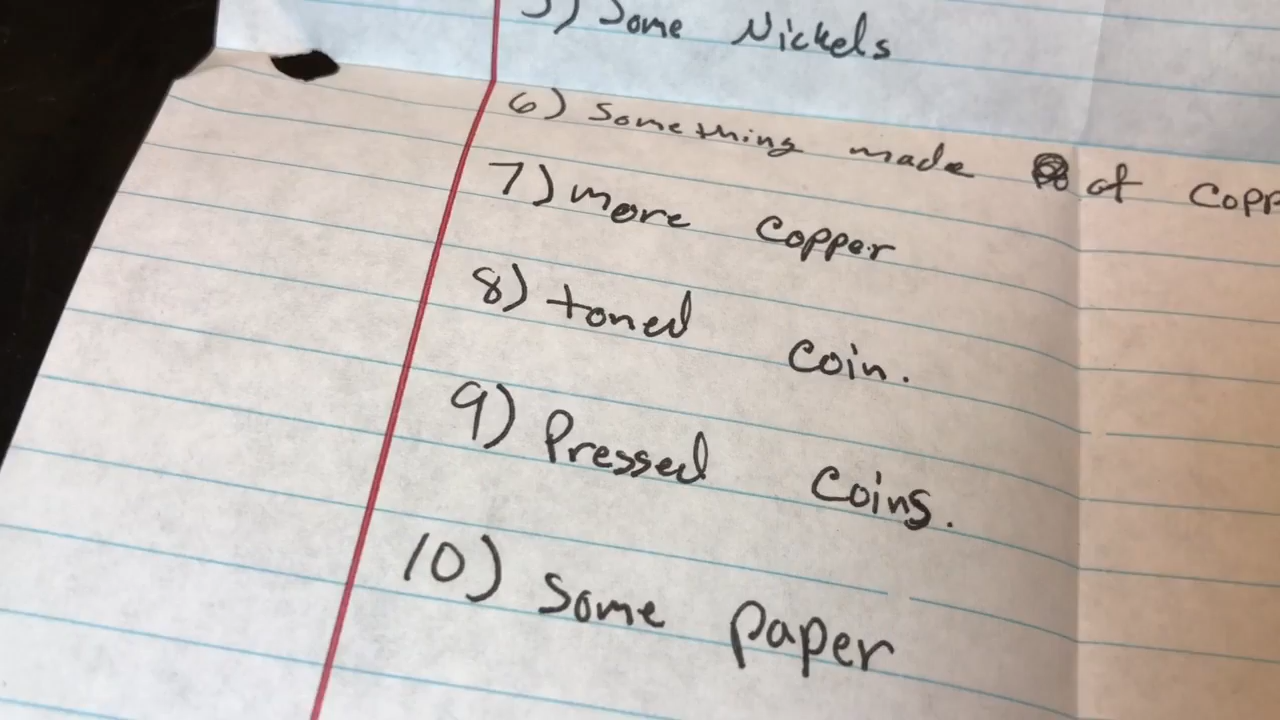 5) Some Nickels
6) Something made of Copp
7) more copper
8) toned coin.
9) Pressed coins.
10) Some paper